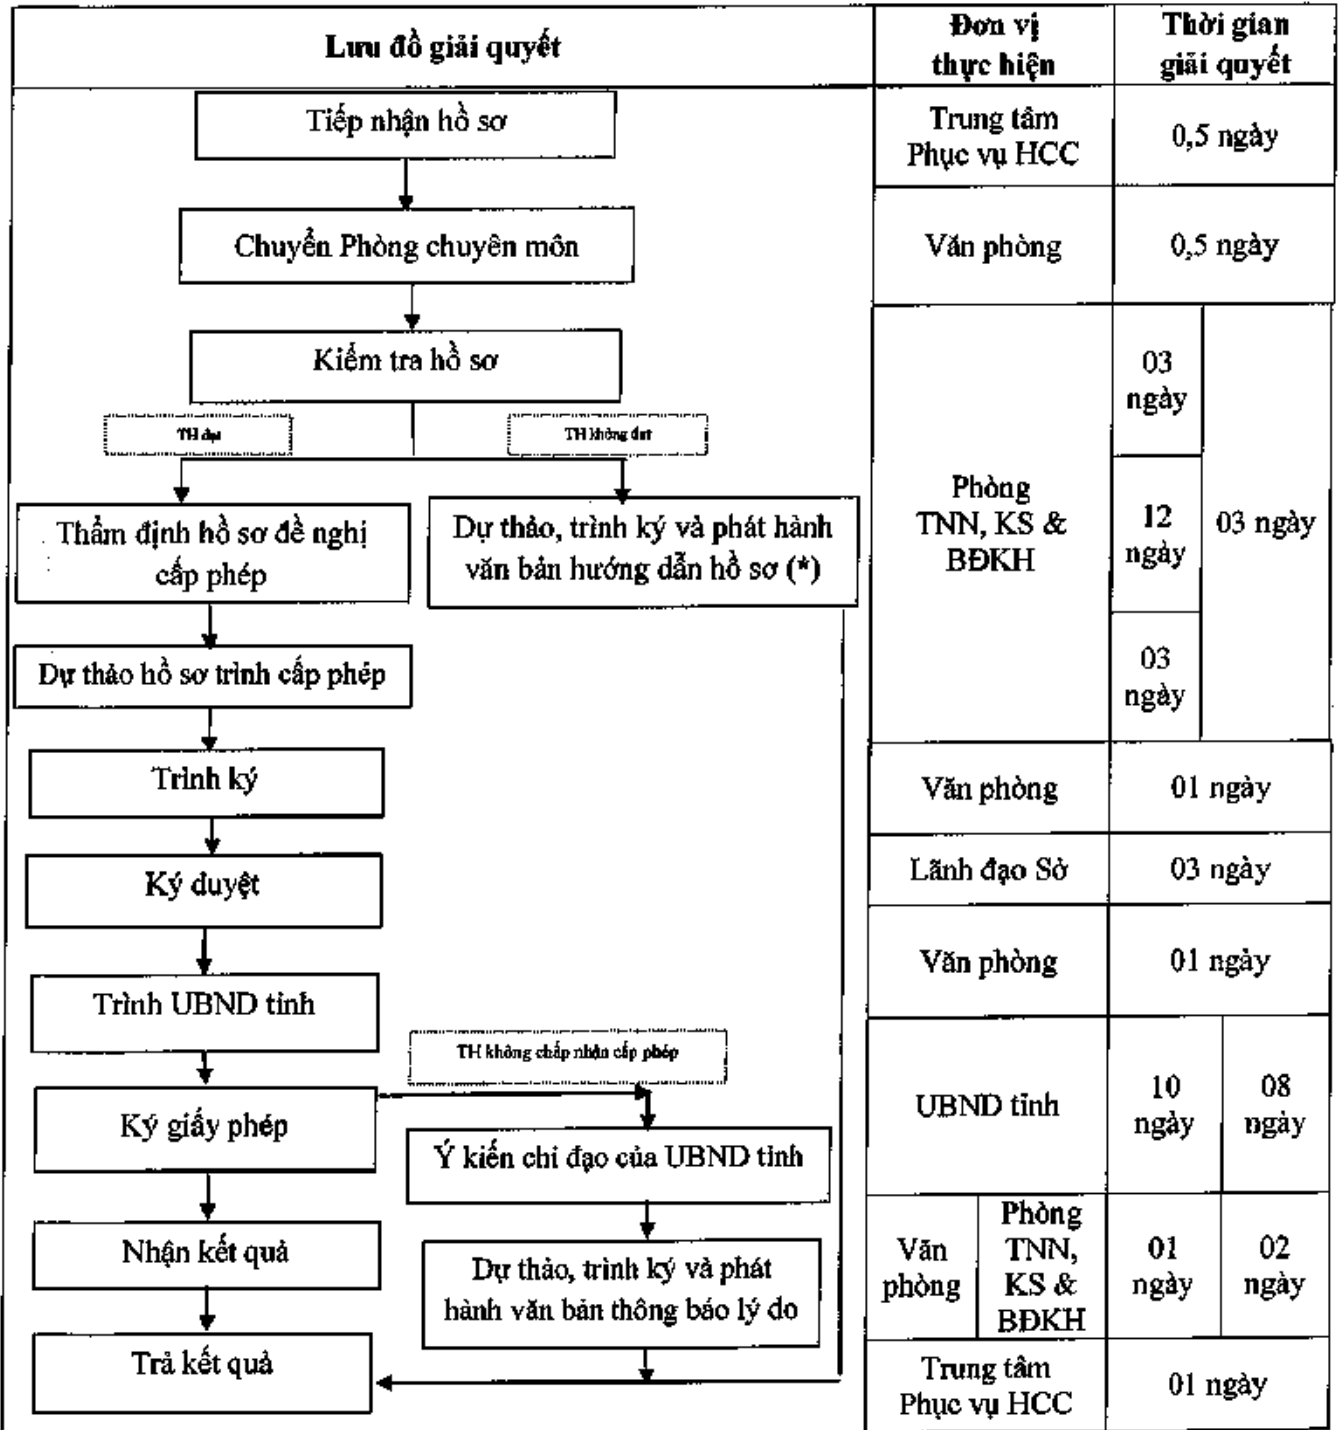 Lưu đồ giải quyết
Đơn vị
thực hiện
Thời gian
giải quyết
Tiếp nhận hồ sơ
Trung tâm
Phục vụ HCC
0,5 ngày
Chuyển Phòng chuyên môn
Văn phòng
0,5 ngày
Kiểm tra hồ sơ
TH đạt
TH không đạt
Thẩm định hồ sơ đề nghị
cấp phép
Dự thảo, trình ký và phát hành
văn bản hướng dẫn hồ sơ (*)
Dự thảo hồ sơ trình cấp phép
Phòng
TNN, KS &
BĐKH
03
ngày
12
ngày
03
ngày
03 ngày
Trình ký
Văn phòng
01 ngày
Ký duyệt
Lãnh đạo Sở
03 ngày
Trình UBND tỉnh
Văn phòng
01 ngày
TH không chấp nhận cấp phép
Ký giấy phép
Ý kiến chỉ đạo của UBND tỉnh
UBND tỉnh
10
ngày
08
ngày
Nhận kết quả
Dự thảo, trình ký và phát
hành văn bản thông báo lý do
Văn
phòng
Phòng
TNN,
KS &
BĐKH
01
ngày
02
ngày
Trả kết quả
Trung tâm
Phục vụ HCC
01 ngày